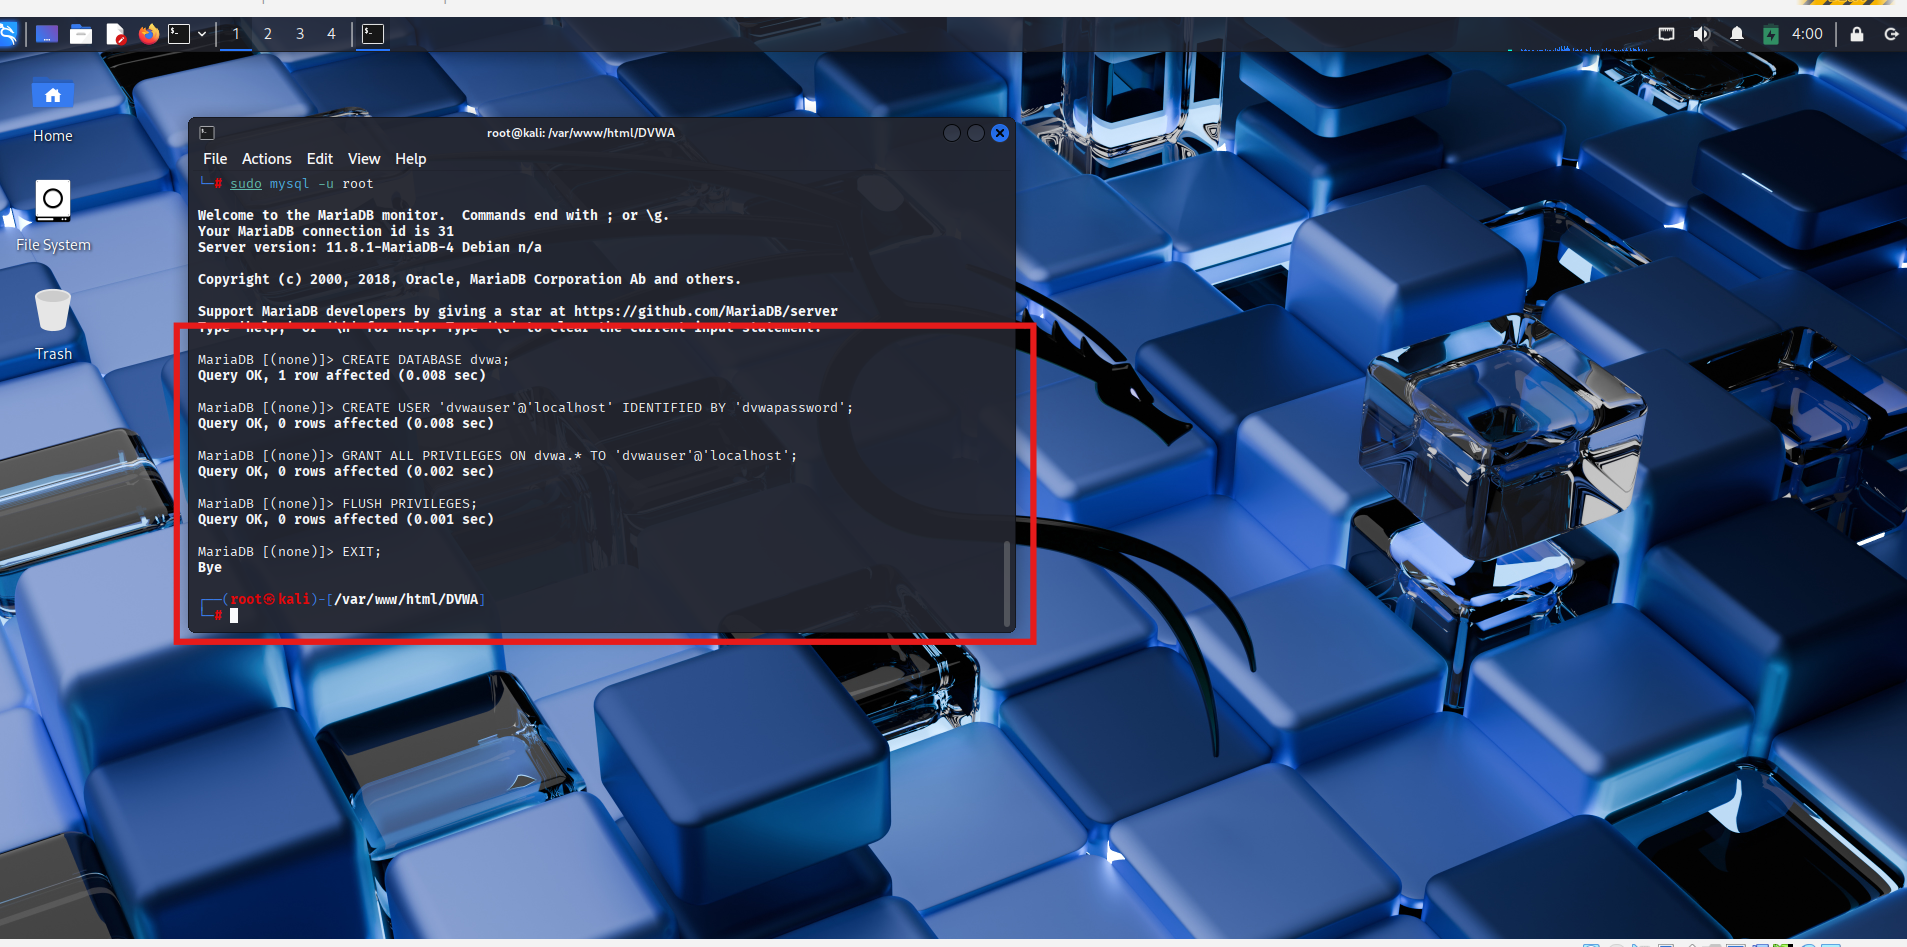 1 2 3 4 4:00
Home
File System
Trash
root@kali: /var/www/html/DVWA
File Actions Edit View Help
└─# sudo mysql -u root
Welcome to the MariaDB monitor.  Commands end with ; or \g.
Your MariaDB connection id is 31
Server version: 11.8.1-MariaDB-4 Debian n/a
Copyright (c) 2000, 2018, Oracle, MariaDB Corporation Ab and others.
Support MariaDB developers by giving a star at https://github.com/MariaDB/server
Type 'help;' or '\h' for help. Type '\c' to clear the current input statement.
MariaDB [(none)]> CREATE DATABASE dvwa;
Query OK, 1 row affected (0.008 sec)
MariaDB [(none)]> CREATE USER 'dvwauser'@'localhost' IDENTIFIED BY 'dvwapassword';
Query OK, 0 rows affected (0.008 sec)
MariaDB [(none)]> GRANT ALL PRIVILEGES ON dvwa.* TO 'dvwauser'@'localhost';
Query OK, 0 rows affected (0.002 sec)
MariaDB [(none)]> FLUSH PRIVILEGES;
Query OK, 0 rows affected (0.001 sec)
MariaDB [(none)]> EXIT;
Bye
┌──(root㉿kali)-[/var/www/html/DVWA]
└─#